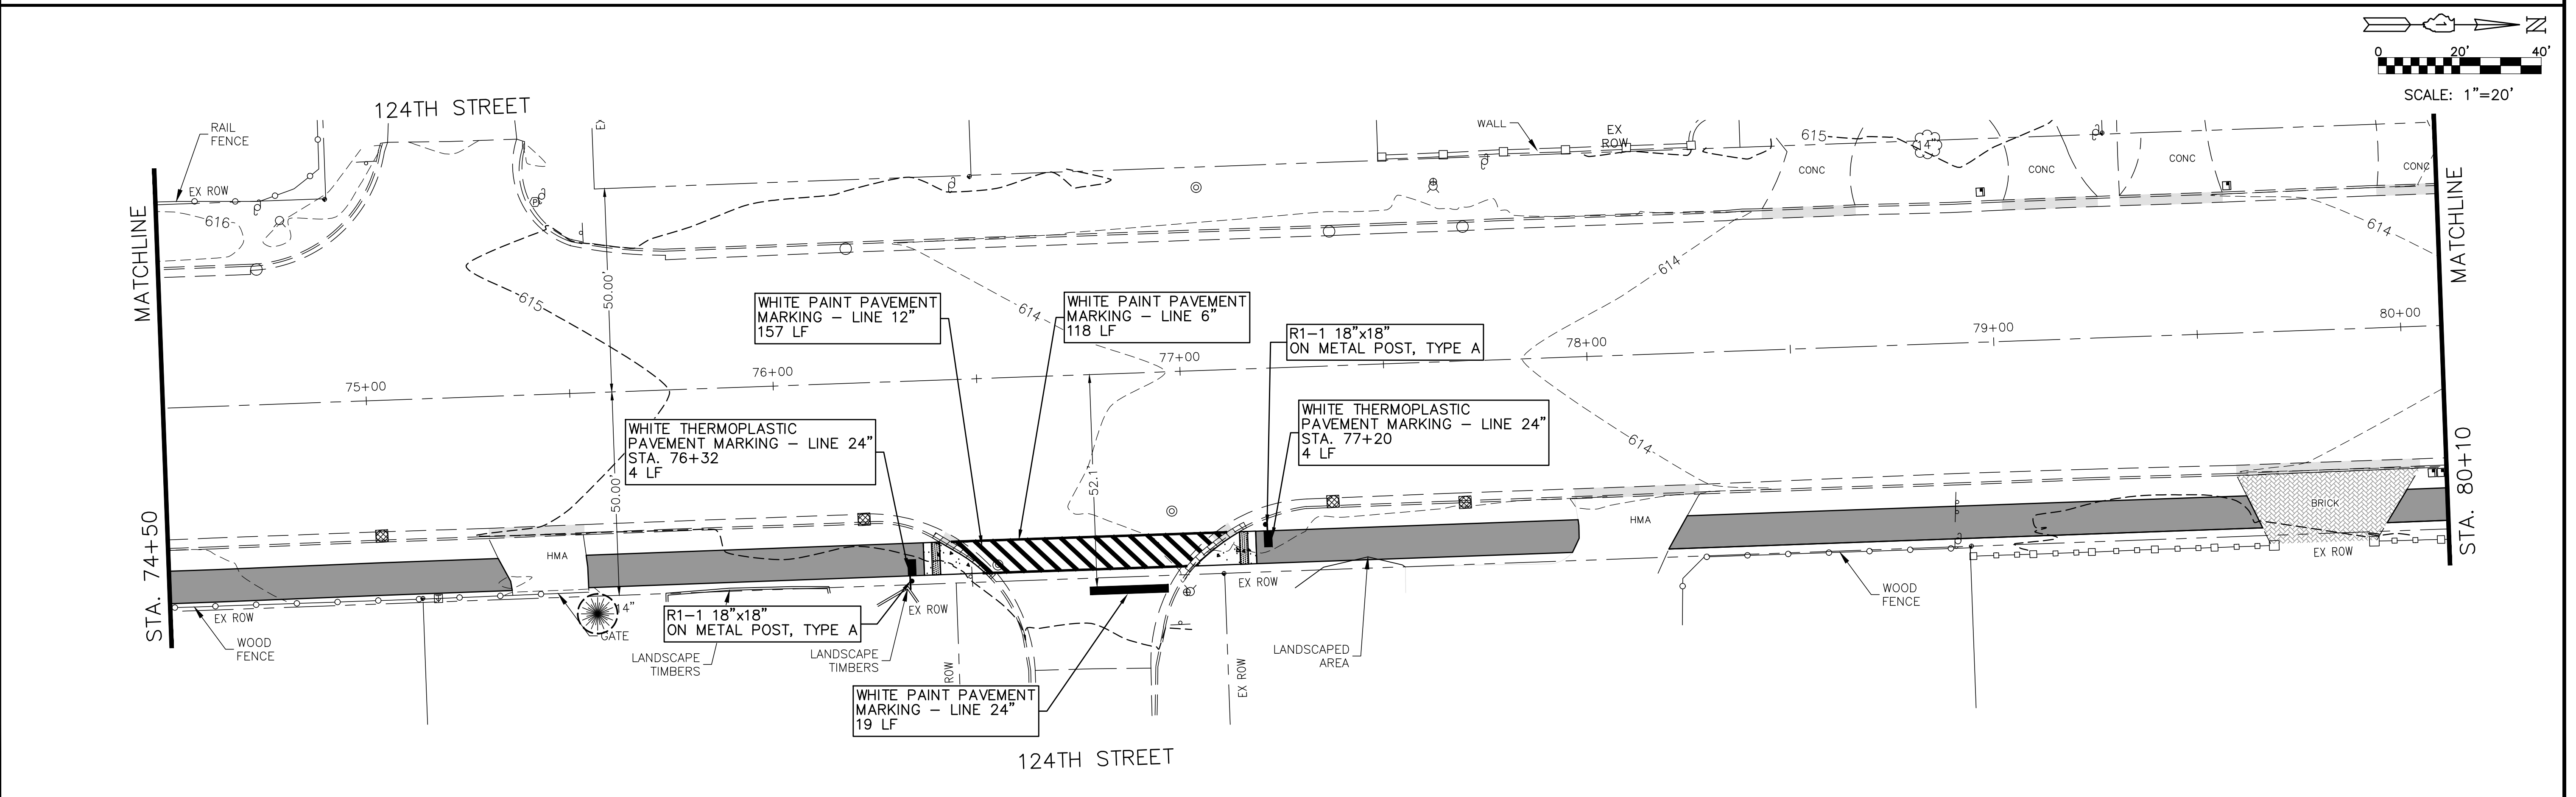 N
0 20' 40'
SCALE: 1"=20'
124TH STREET
RAIL
FENCE
EX ROW
616
MATCHLINE
STA. 74+50
EX
WALL
EX
ROW
615
14"
CONC
CONC
CONC
CONC
MATCHLINE
STA. 80+10
614
P
615
50.00'
50.00'
614
614
614
WHITE PAINT PAVEMENT
MARKING – LINE 12"
157 LF
WHITE PAINT PAVEMENT
MARKING – LINE 6"
118 LF
R1-1 18"x18"
ON METAL POST, TYPE A
75+00
76+00
77+00
78+00
79+00
80+00
WHITE THERMOPLASTIC
PAVEMENT MARKING – LINE 24"
STA. 76+32
4 LF
52.1'
WHITE THERMOPLASTIC
PAVEMENT MARKING – LINE 24"
STA. 77+20
4 LF
HMA
HMA
BRICK
EX ROW
WOOD
FENCE
14"
GATE
R1-1 18"x18"
ON METAL POST, TYPE A
LANDSCAPE
TIMBERS
LANDSCAPE
TIMBERS
EX ROW
ROW
EX ROW
EX ROW
LANDSCAPED
AREA
WOOD
FENCE
EX ROW
WHITE PAINT PAVEMENT
MARKING – LINE 24"
19 LF
124TH STREET